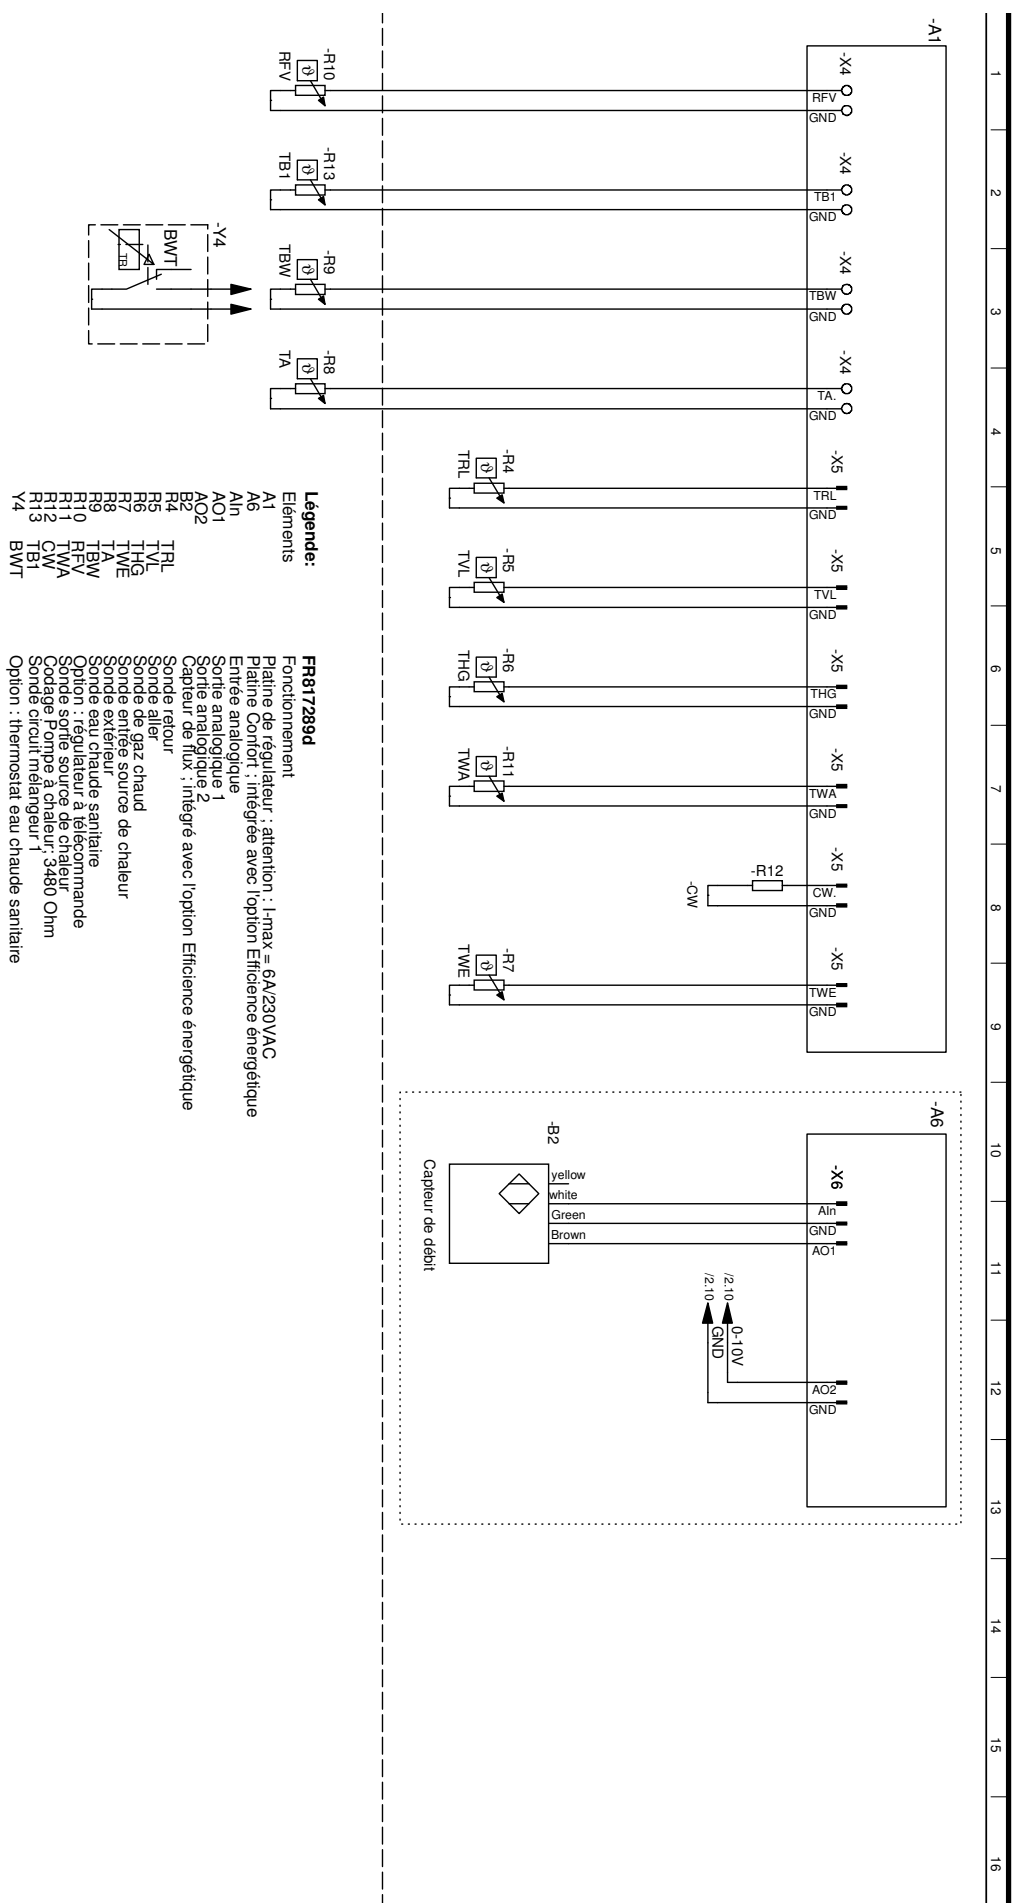 1
2
3
4
5
6
7
8
9
10
11
12
13
14
15
16
-A1
-X4
RFV
GND
-X4
TB1
GND
-X4
TBW
GND
-X4
TA.
GND
-X5
TRL
GND
-X5
TVL
GND
-X5
THG
GND
-X5
TWA
GND
-X5
CW.
GND
-X5
TWE
GND
-A6
-X6
AIn
GND
AO1
AO2
GND
-R12
-CW
0-10V
GND
/2.10
/2.10
-B2
yellow
white
Green
Brown
Capteur de débit
-R4
ϑ
TRL
-R5
ϑ
TVL
-R6
ϑ
THG
-R11
ϑ
TWA
-R7
ϑ
TWE
-R10
ϑ
RFV
-R13
ϑ
TB1
-R9
ϑ
TBW
-R8
ϑ
TA
-Y4
BWT
TR
Légende: FR817289d
Eléments Fonctionnement
A1 Platine de régulateur ; attention : I-max = 6A/230VAC
A6 Platine Confort ; intégrée avec l'option Efficience énergétique
AIn Entrée analogique
AO1 Sortie analogique 1
AO2 Sortie analogique 2
B2 Capteur de flux ; intégré avec l'option Efficience énergétique
R4 TRL Sonde retour
R5 TVL Sonde aller
R6 THG Sonde de gaz chaud
R7 TWE Sonde entrée source de chaleur
R8 TA Sonde extérieur
R9 TBW Sonde eau chaude sanitaire
R10 RFV Option : régulateur à télécommande
R11 TWA Sonde sortie source de chaleur
R12 CW Codage Pompe à chaleur; 3480 Ohm
R13 TB1 Sonde circuit mélangeur 1
Y4 BWT Option : thermostat eau chaude sanitaire